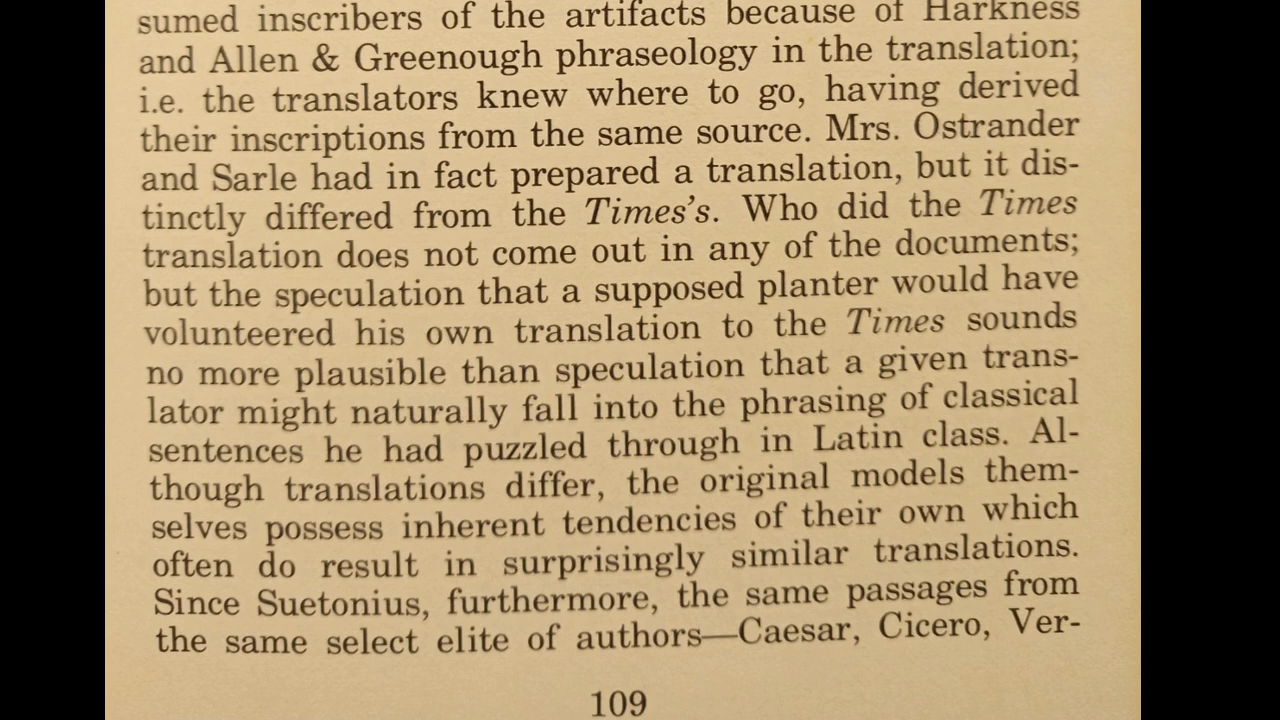 sumed inscribers of the artifacts because of Harkness
and Allen & Greenough phraseology in the translation;
i.e. the translators knew where to go, having derived
their inscriptions from the same source. Mrs. Ostrander
and Sarle had in fact prepared a translation, but it dis-
tinctly differed from the Times's. Who did the Times
translation does not come out in any of the documents;
but the speculation that a supposed planter would have
volunteered his own translation to the Times sounds
no more plausible than speculation that a given trans-
lator might naturally fall into the phrasing of classical
sentences he had puzzled through in Latin class. Al-
though translations differ, the original models them-
selves possess inherent tendencies of their own which
often do result in surprisingly similar translations.
Since Suetonius, furthermore, the same passages from
the same select elite of authors—Caesar, Cicero, Ver-
109